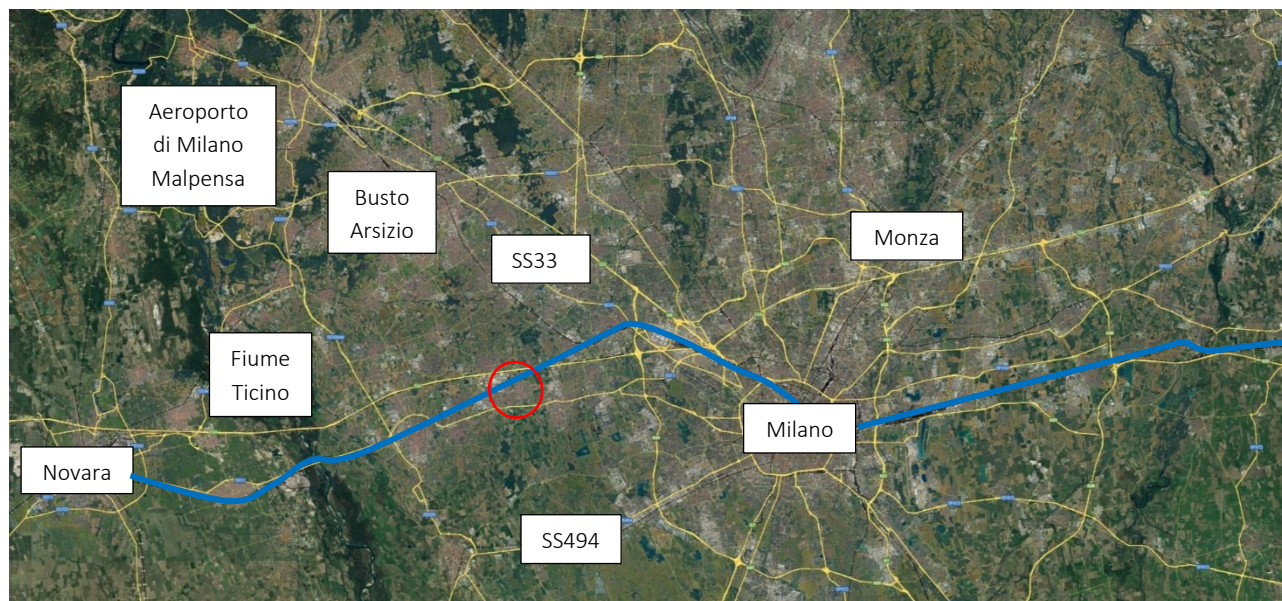 Aeroporto
di Milano
Malpensa
Busto
Arsizio
SS33
Monza
Fiume
Ticino
Milano
Novara
SS494